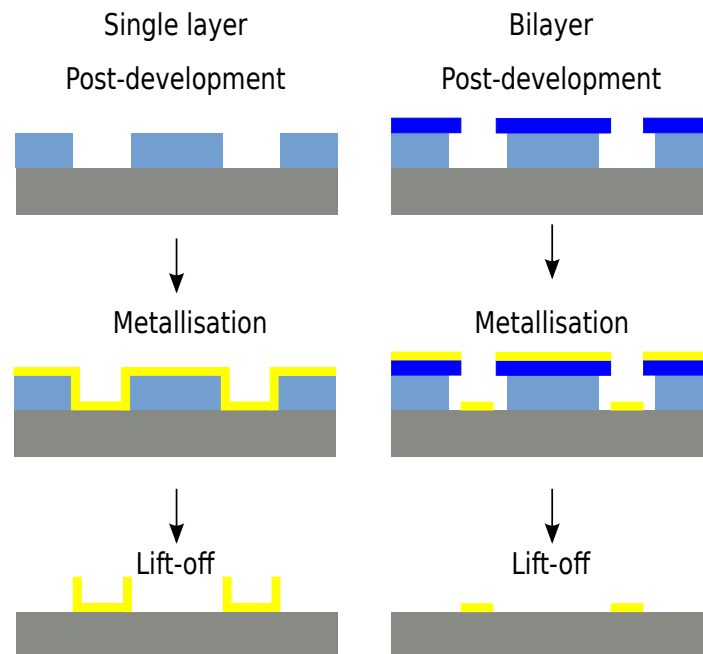 Single layer
Post-development
Metallisation
Lift-off
Bilayer
Post-development
Metallisation
Lift-off